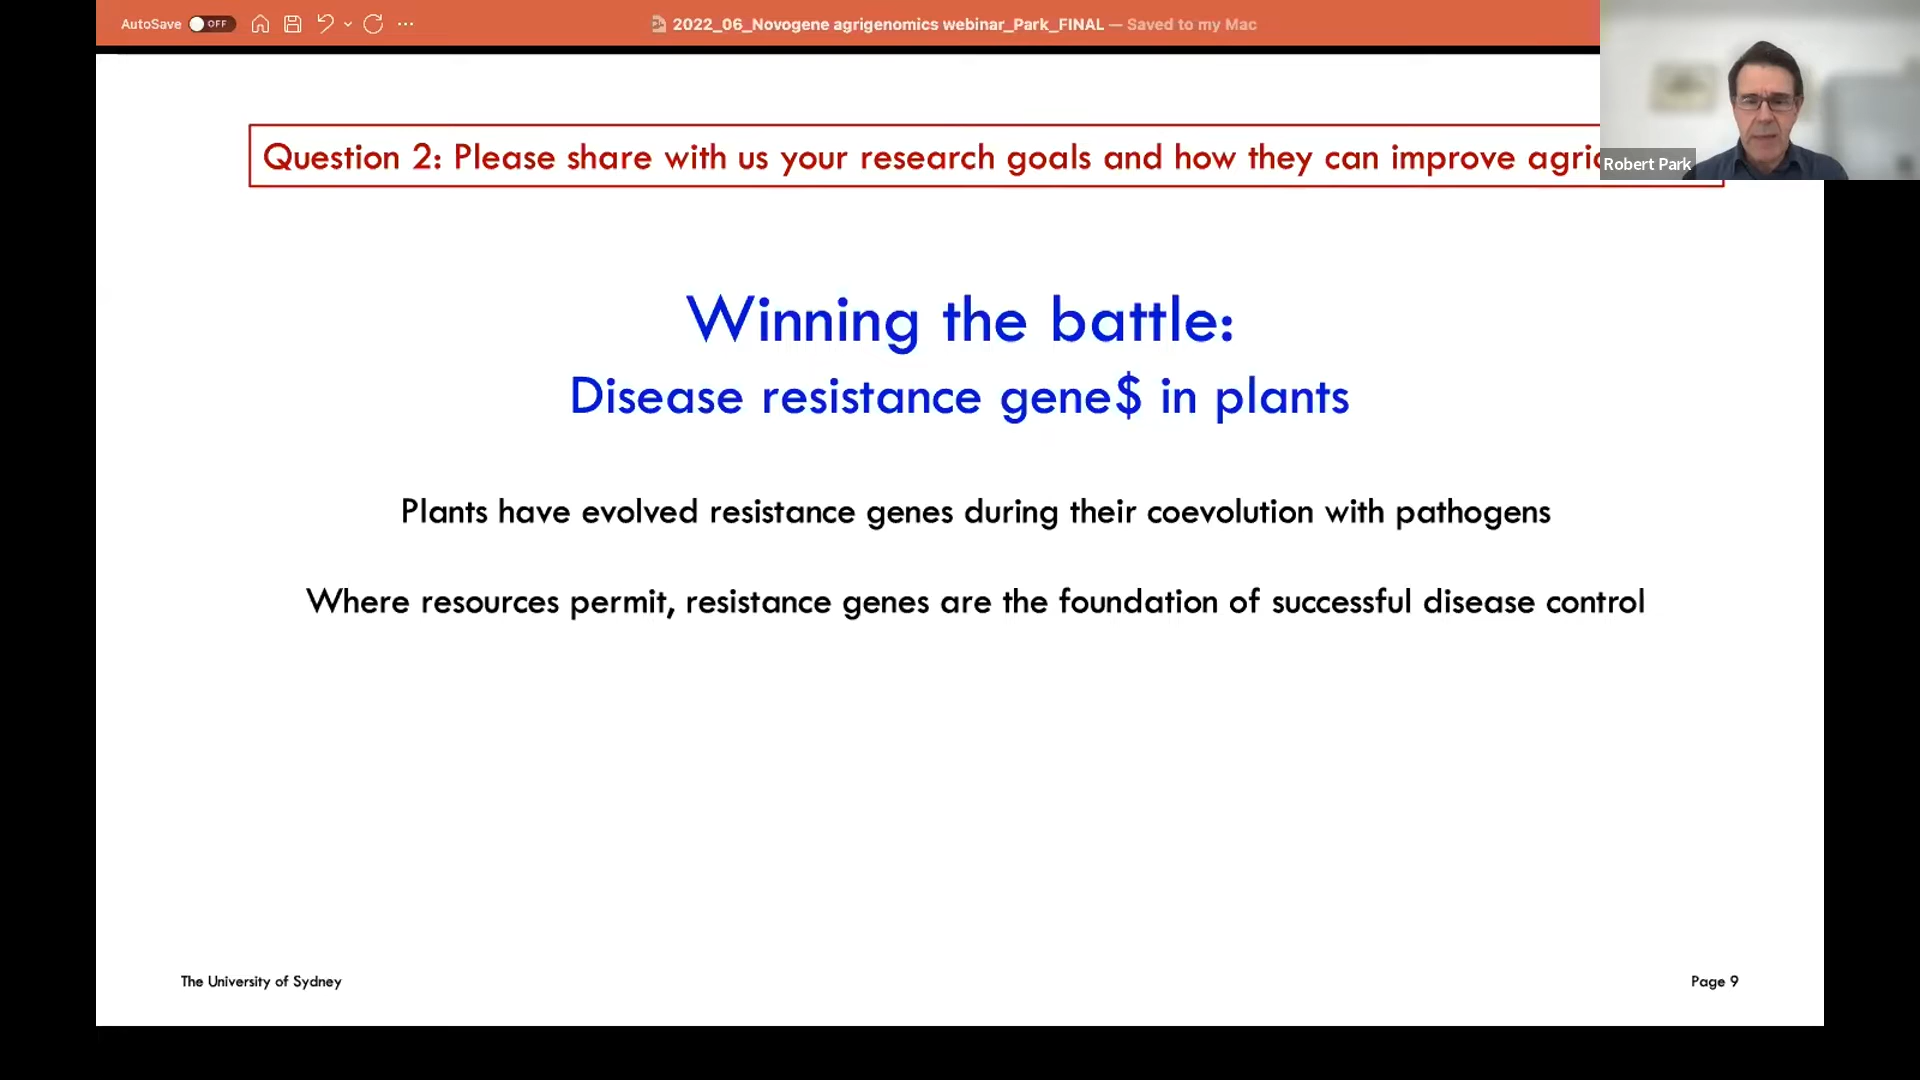 AutoSave OFF
2022_06_Novogene agrigenomics webinar_Park_FINAL — Saved to my Mac
Robert Park
Question 2: Please share with us your research goals and how they can improve agric
Winning the battle:
Disease resistance gene$ in plants
Plants have evolved resistance genes during their coevolution with pathogens
Where resources permit, resistance genes are the foundation of successful disease control
The University of Sydney
Page 9